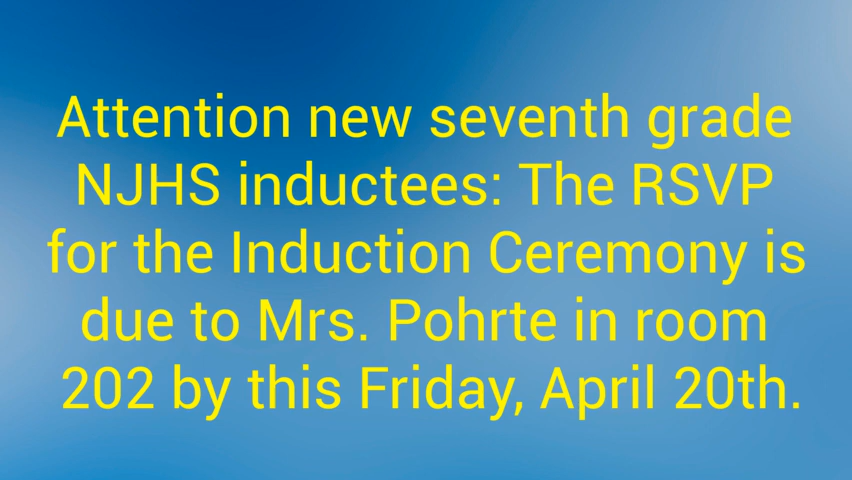 Attention new seventh grade
NJHS inductees: The RSVP
for the Induction Ceremony is
due to Mrs. Pohrte in room
202 by this Friday, April 20th.